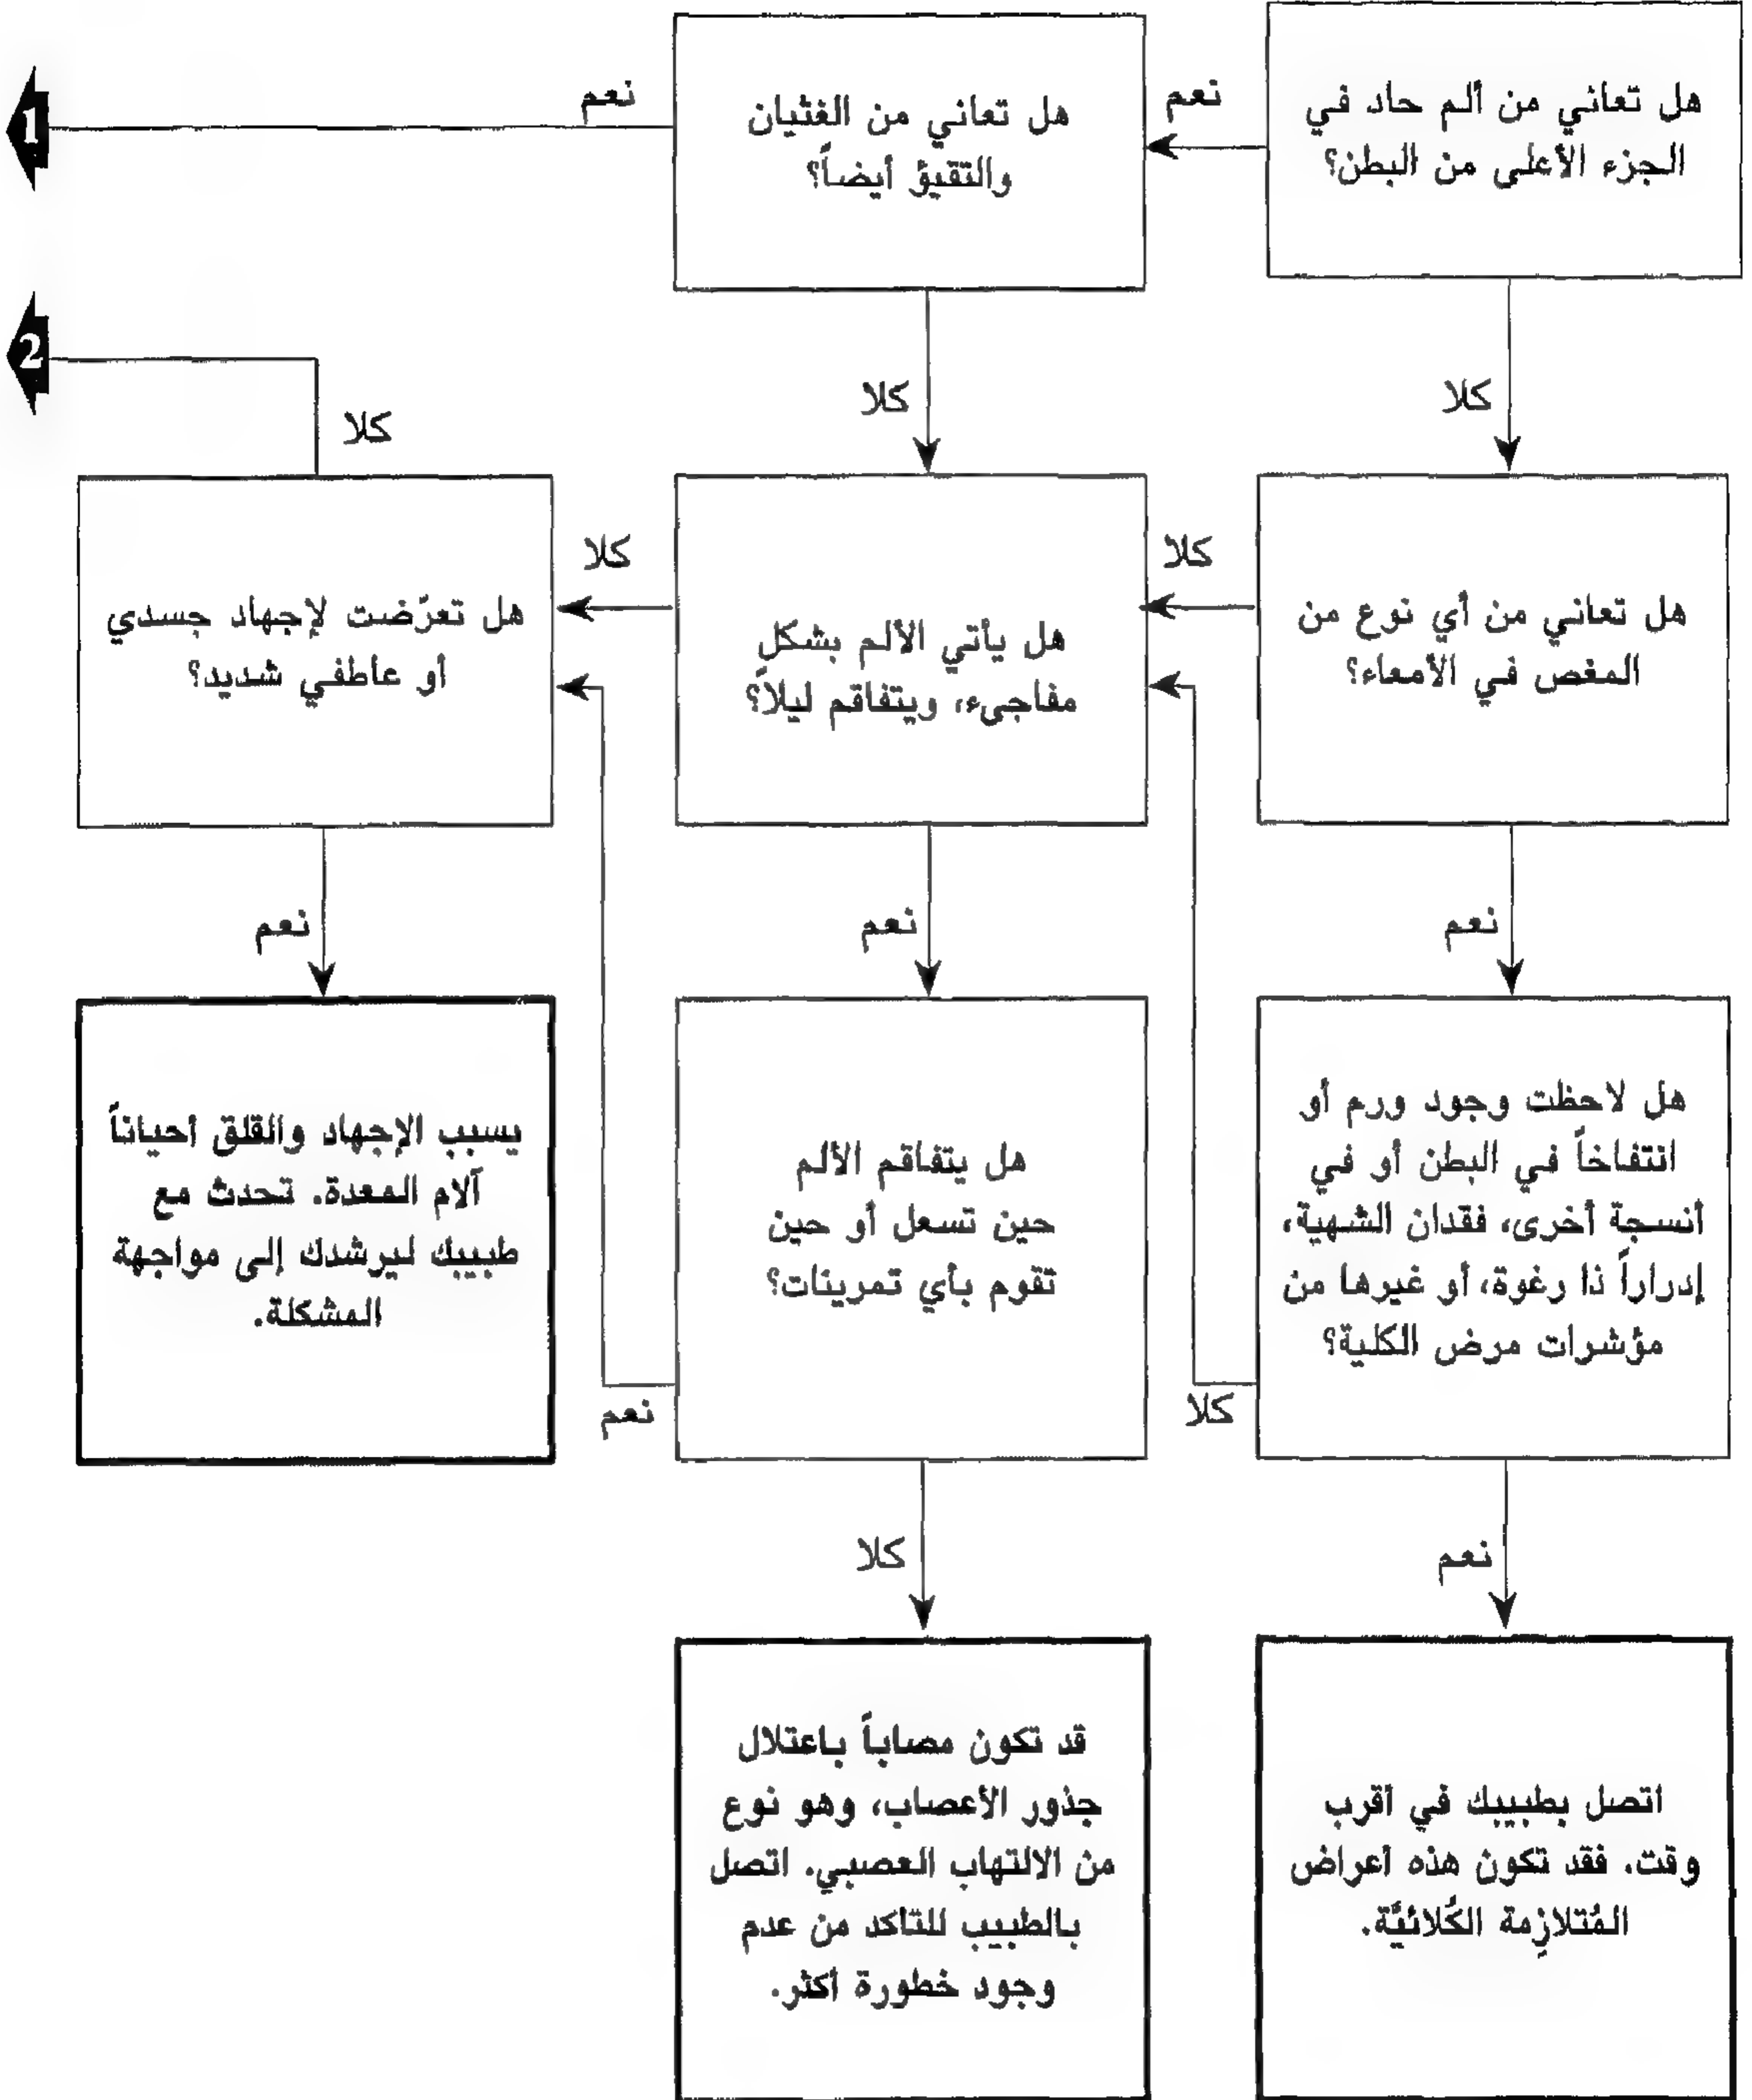 هل تعاني من ألم حاد في
الجزء الأعلى من البطن؟
نعم
هل تعاني من الغثيان
والتقيؤ أيضاً؟
نعم
1
كلا
كلا
كلا
2
هل تعاني من أي نوع من
المغص في الأمعاء؟
كلا
هل يأتي الألم بشكلٍ
مفاجىء، ويتفاقم ليلاً؟
كلا
هل تعرّضت لإجهاد جسدي
أو عاطفي شديد؟
نعم
نعم
نعم
هل لاحظت وجود ورم أو
انتفاخاً في البطن أو في
أنسجة أخرى، فقدان الشهية،
إدراراً ذا رغوة، أو غيرها من
مؤشرات مرض الكلية؟
كلا
هل يتفاقم الألم
حين تسعل أو حين
تقوم بأي تمرينات؟
نعم
يسبب الإجهاد والقلق أحياناً
آلام المعدة. تحدث مع
طبيبك ليرشدك إلى مواجهة
المشكلة.
نعم
كلا
اتصل بطبيبك في أقرب
وقت. فقد تكون هذه أعراض
المُتلازِمة الكُلائيَّة.
قد تكون مصاباً باعتلال
جذور الأعصاب، وهو نوع
من الالتهاب العصبي. اتصل
بالطبيب للتأكد من عدم
وجود خطورة أكثر.